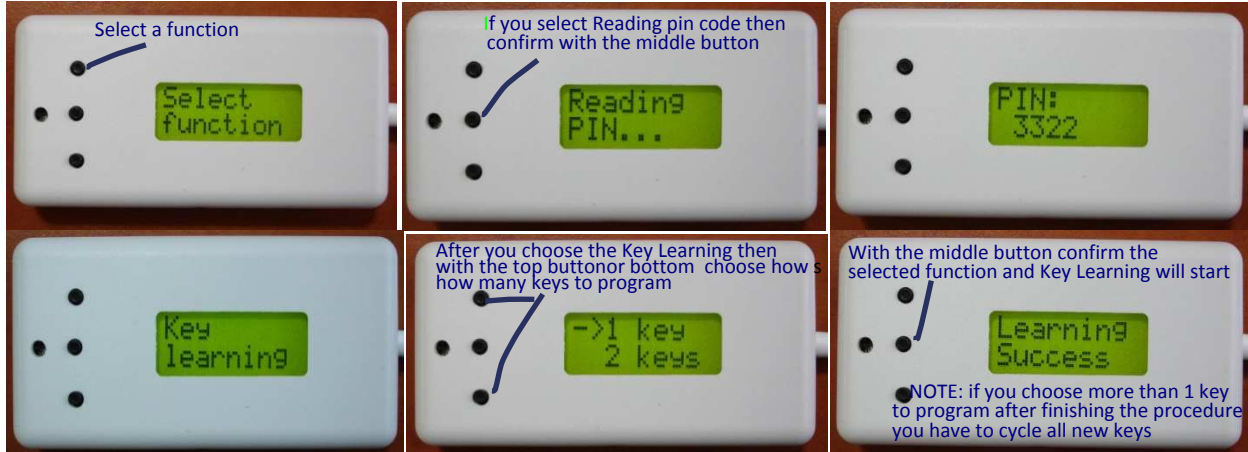 Select a function
Select
function
If you select Reading pin code then
confirm with the middle button
Reading
PIN...
PIN:
3322
Key
learning
After you choose the Key Learning then
with the top buttonor bottom choose how s
how many keys to program
->1 key
2 keys
With the middle button confirm the
selected function and Key Learning will start
Learning
Success
NOTE: if you choose more than 1 key
to program after finishing the procedure
you have to cycle all new keys